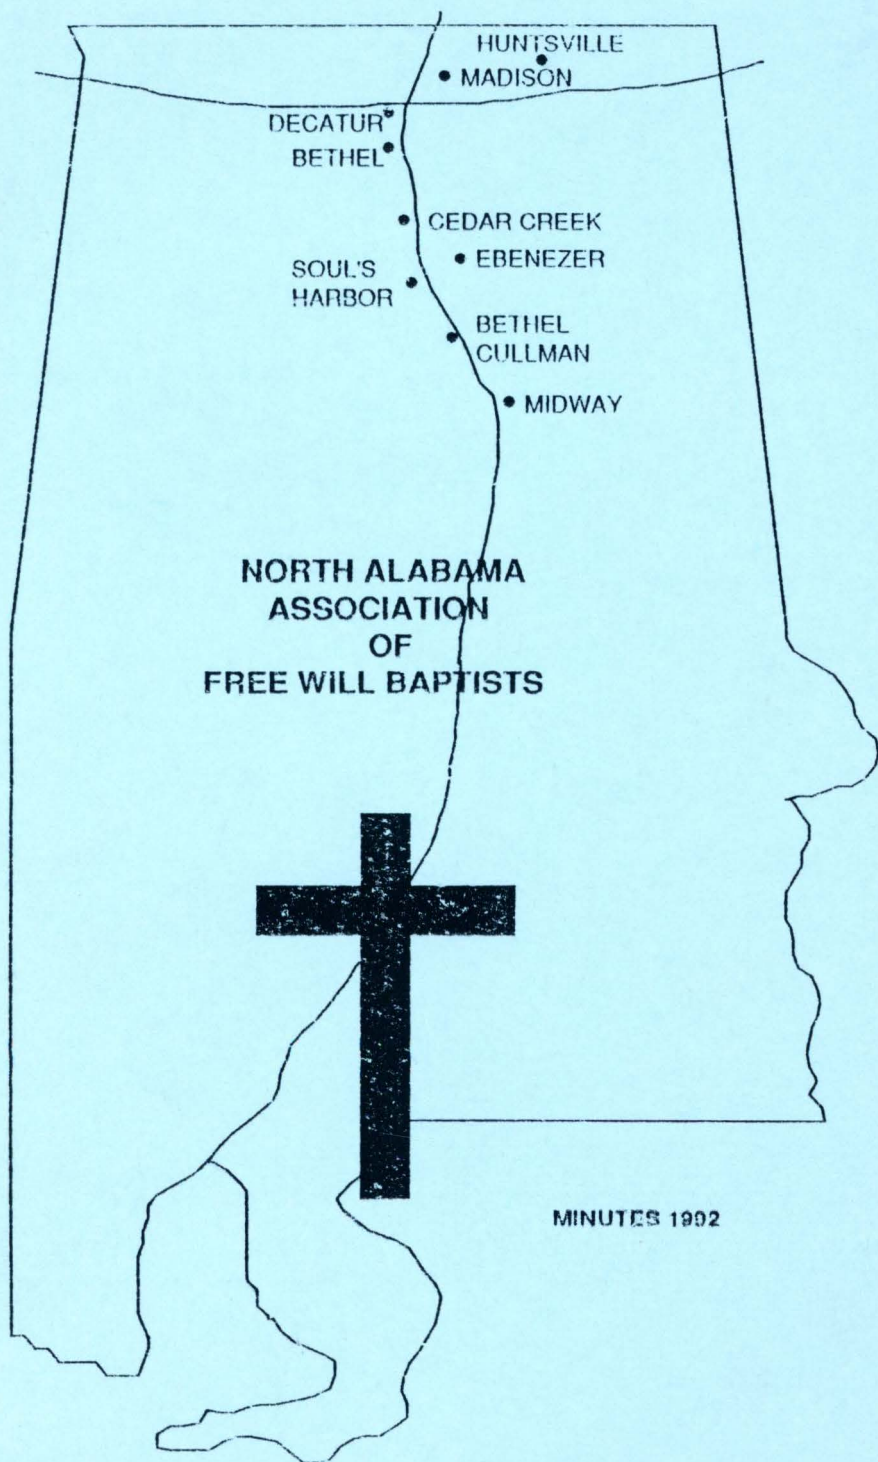 HUNTSVILLE
MADISON
DECATUR
BETHEL
CEDAR CREEK
EBENEZER
SOUL'S
HARBOR
BETHEL
CULLMAN
MIDWAY
NORTH ALABAMA
ASSOCIATION
OF
FREE WILL BAPTISTS
MINUTES 1992